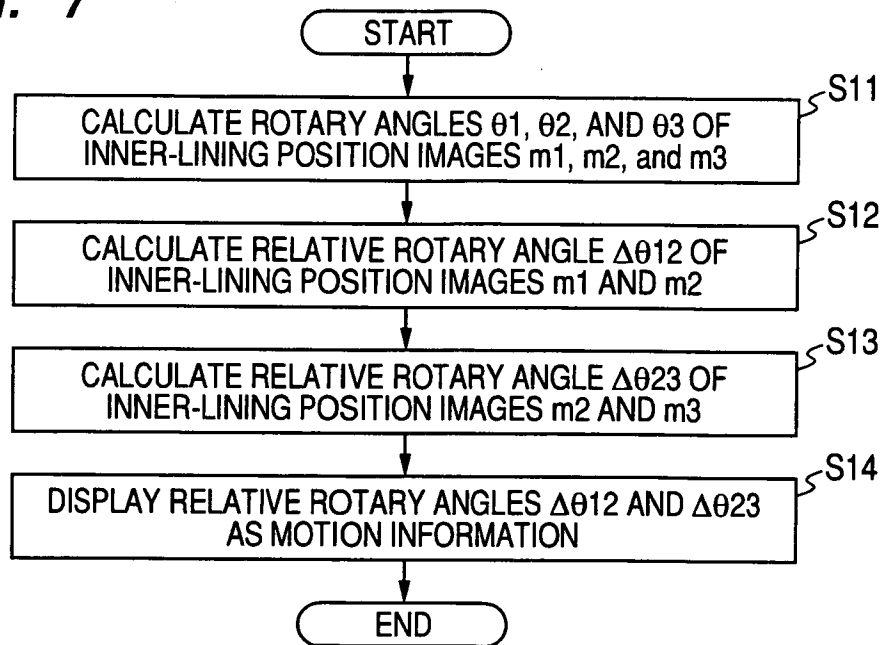 7
START
S11
CALCULATE ROTARY ANGLES θ1, θ2, AND θ3 OF
INNER-LINING POSITION IMAGES m1, m2, and m3
S12
CALCULATE RELATIVE ROTARY ANGLE Δθ12 OF
INNER-LINING POSITION IMAGES m1 AND m2
S13
CALCULATE RELATIVE ROTARY ANGLE Δθ23 OF
INNER-LINING POSITION IMAGES m2 AND m3
S14
DISPLAY RELATIVE ROTARY ANGLES Δθ12 AND Δθ23
AS MOTION INFORMATION
END